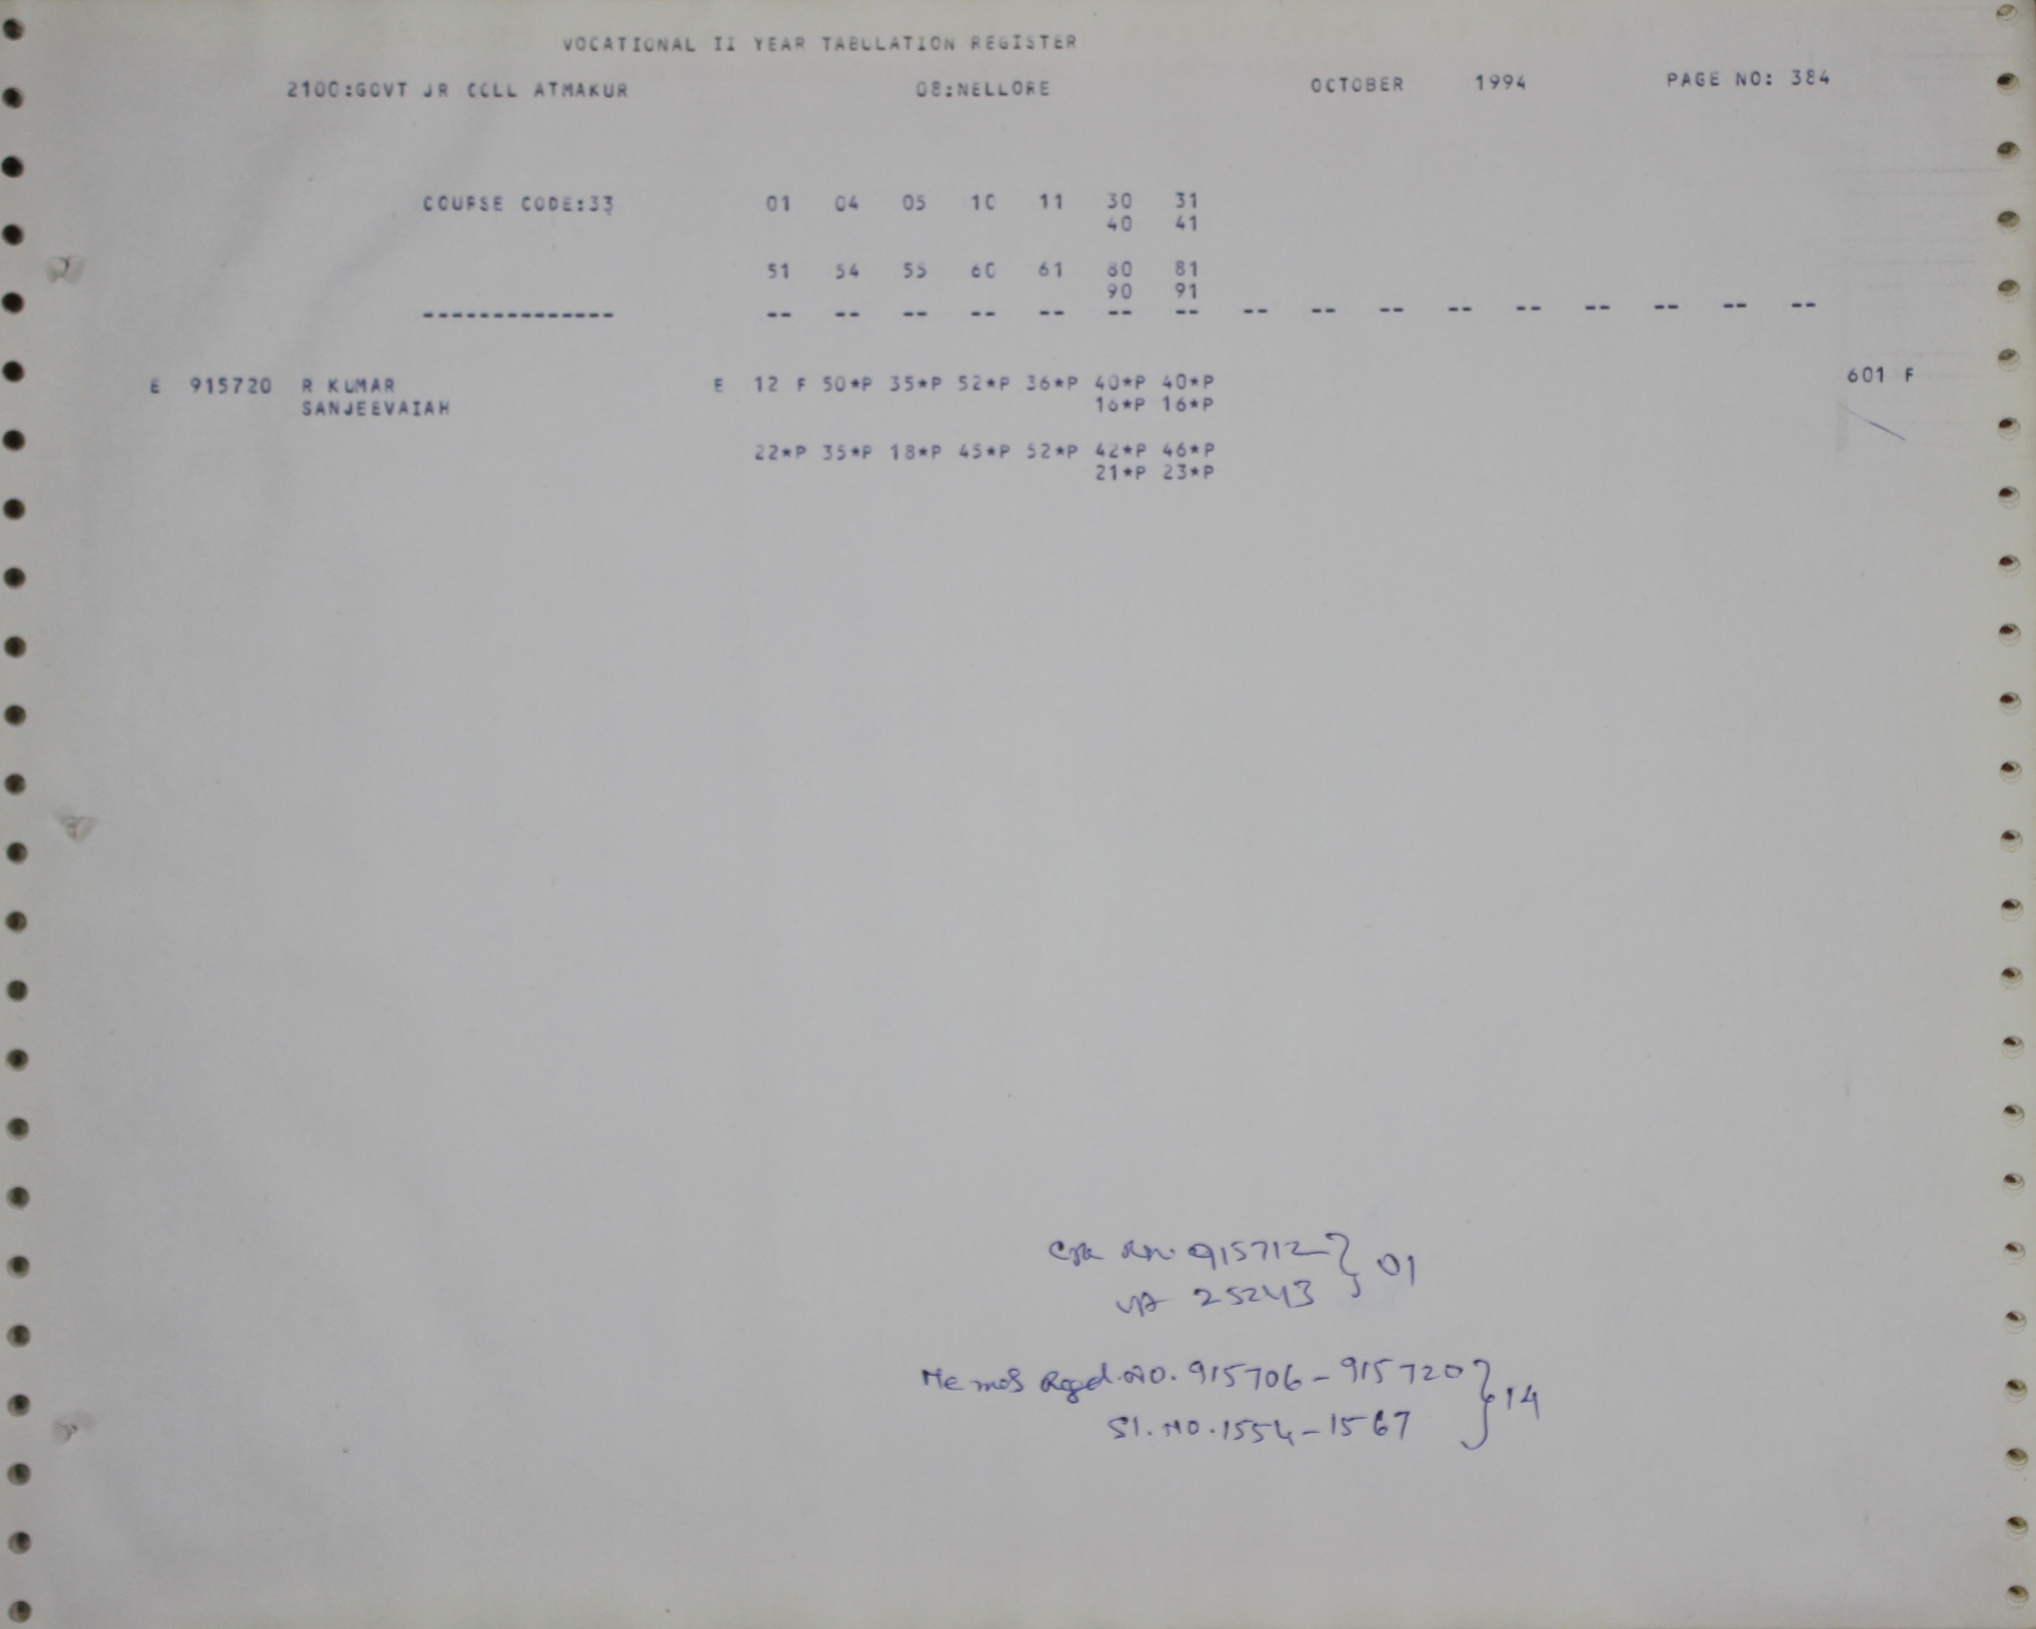 VOCATIONAL II YEAR TABULATION REGISTER
2100:GOVT JR COLL ATMAKUR 08:NELLORE OCTOBER 1994 PAGE NO: 384
COURSE CODE:33 01 04 05 10 11 30 31
40 41
51 54 55 60 61 80 81
90 91
-------------- -- -- -- -- -- -- -- -- -- -- -- -- -- -- -- --
E 915720 R KUMAR E 12 F 50*P 35*P 52*P 36*P 40*P 40*P 601 F
SANJEEVAIAH 16*P 16*P
22*P 35*P 18*P 45*P 52*P 42*P 46*P
21*P 23*P
915712 } 01
25243
Memos Regd.No. 915706-915720 } 14
Sl.No.1554-1567